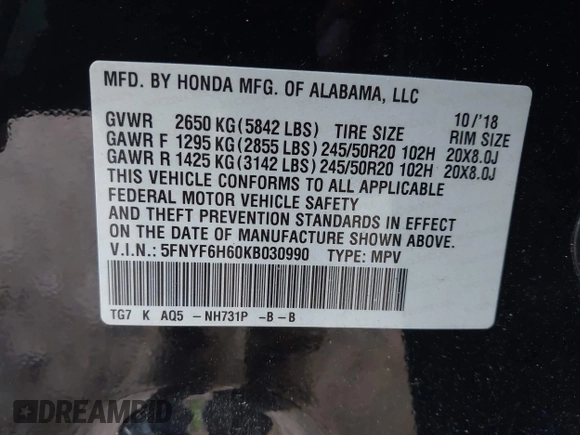 MFD. BY HONDA MFG. OF ALABAMA, LLC
GVWR 2650 KG(5842 LBS) TIRE SIZE 10/'18 RIM SIZE
GAWR F 1295 KG(2855 LBS) 245/50R20 102H 20X8.0J
GAWR R 1425 KG(3142 LBS) 245/50R20 102H 20X8.0J
THIS VEHICLE CONFORMS TO ALL APPLICABLE
FEDERAL MOTOR VEHICLE SAFETY
AND THEFT PREVENTION STANDARDS IN EFFECT
ON THE DATE OF MANUFACTURE SHOWN ABOVE.
V.I.N.: 5FNYF6H60KB030990 TYPE: MPV
TG7 K AQ5 -NH731P -B-B
DREAMBID